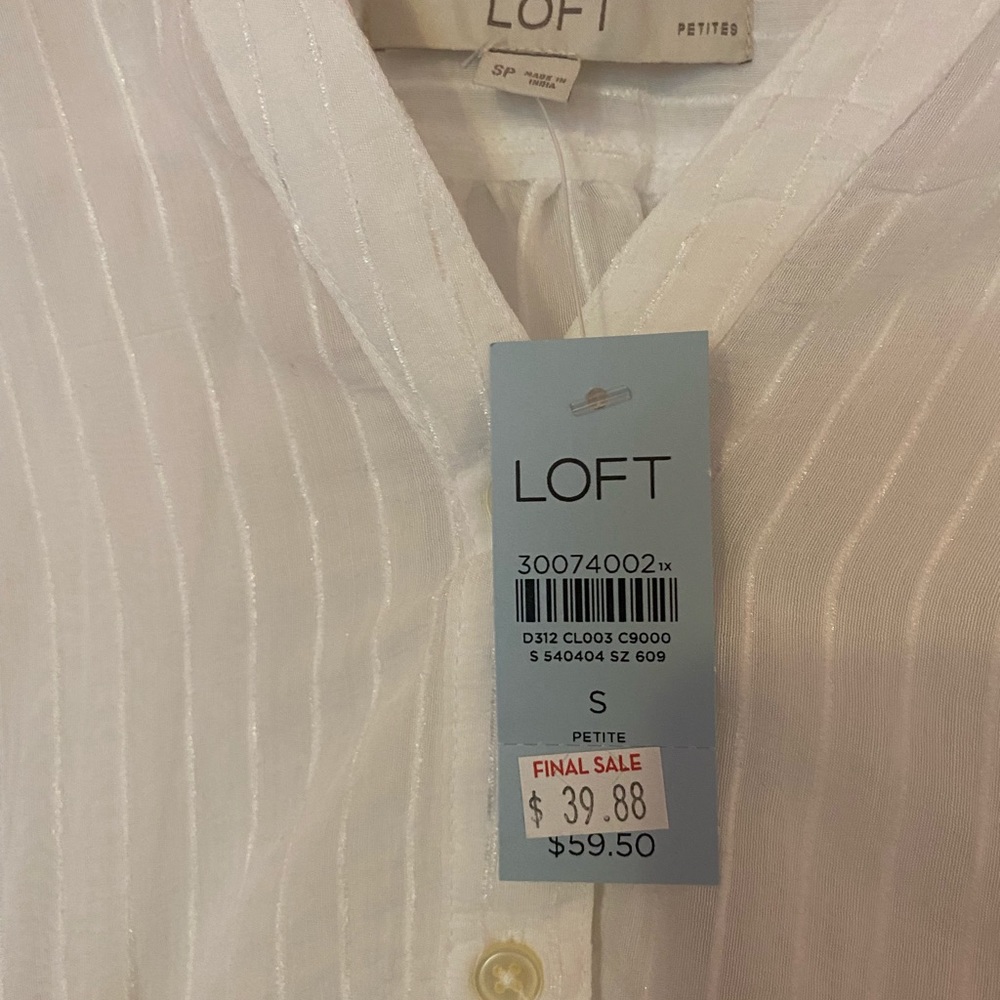 LOFT
PETITES
SP
MADE IN
INDIA
LOFT
30074002 1X
D312 CL003 C9000
S 540404 SZ 609
S
PETITE
FINAL SALE
$ 39.88
$59.50